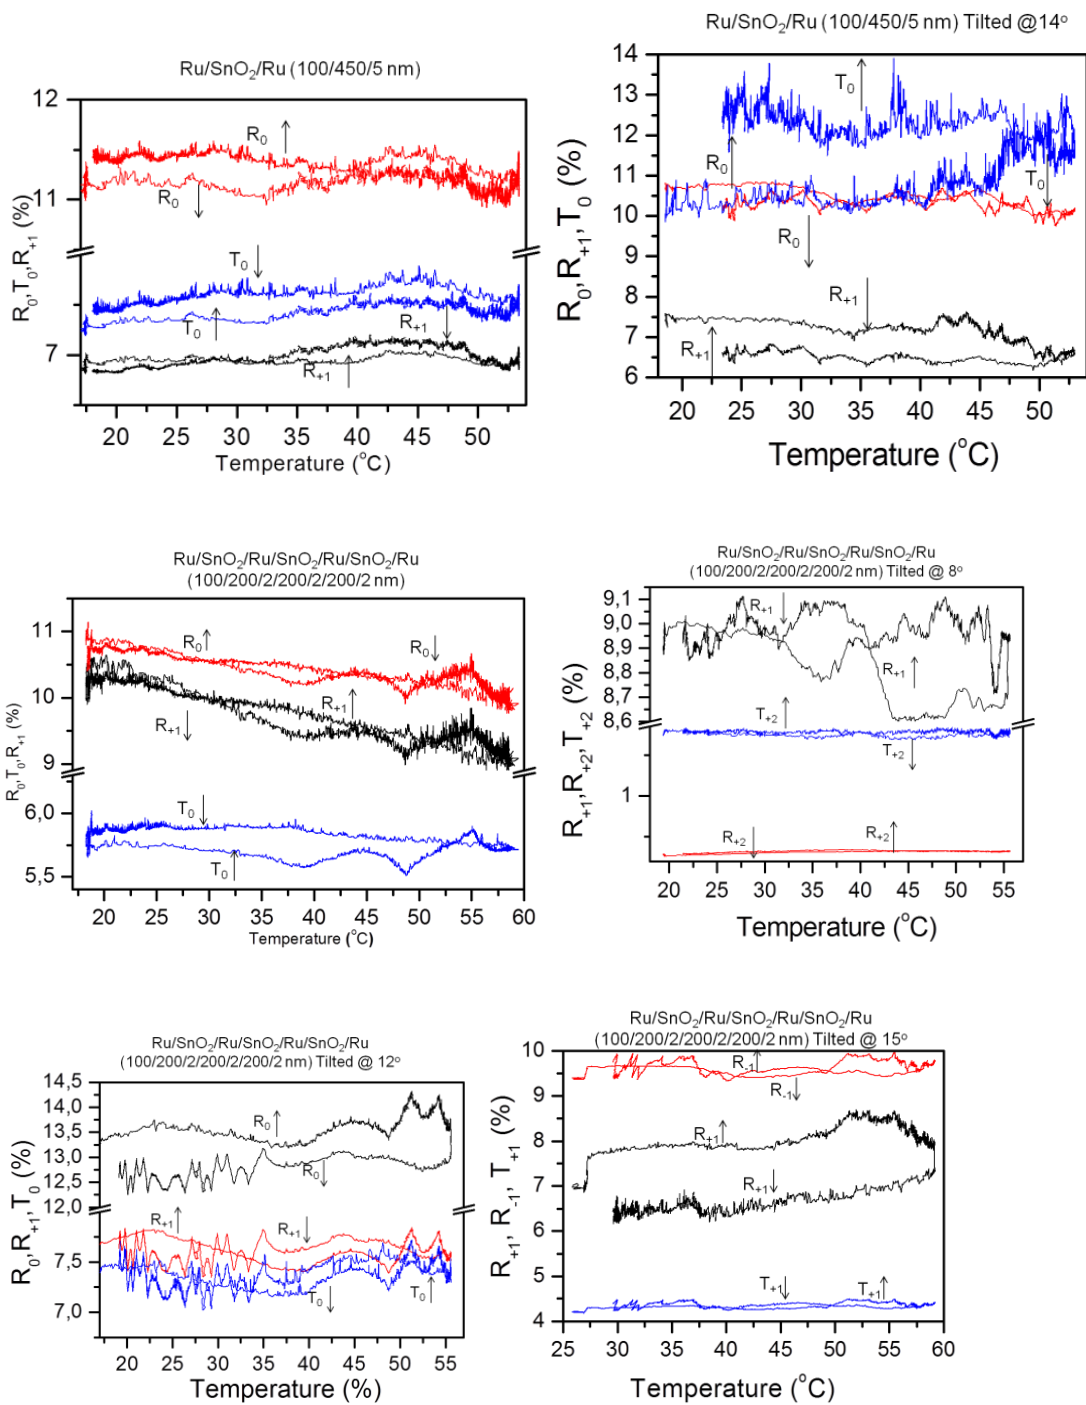 Ru/SnO₂/Ru (100/450/5 nm)
12
11
7
R₀,T₀,R₊₁ (%)
R₀
R₀
T₀
T₀
R₊₁
R₊₁
20 25 30 35 40 45 50
Temperature (°C)
Ru/SnO₂/Ru (100/450/5 nm) Tilted @14°
14
13
12
11
10
9
8
7
6
R₀,R₊₁,T₀ (%)
T₀
R₀
T₀
R₀
R₊₁
R₊₁
20 25 30 35 40 45 50
Temperature (°C)
Ru/SnO₂/Ru/SnO₂/Ru/SnO₂/Ru
(100/200/2/200/2/200/2 nm)
11
10
9
6,0
5,5
R₀,T₀,R₊₁ (%)
R₀
R₀
R₊₁
R₊₁
T₀
T₀
20 25 30 35 40 45 50 55 60
Temperature (°C)
Ru/SnO₂/Ru/SnO₂/Ru/SnO₂/Ru
(100/200/2/200/2/200/2 nm) Tilted @ 8°
9,1
9,0
8,9
8,8
8,7
8,6
1
R₊₁,R₊₂,T₊₂ (%)
R₊₁
R₊₁
T₊₂
T₊₂
R₊₂
R₊₂
20 25 30 35 40 45 50 55
Temperature (°C)
Ru/SnO₂/Ru/SnO₂/Ru/SnO₂/Ru
(100/200/2/200/2/200/2 nm) Tilted @ 12°
14,5
14,0
13,5
13,0
12,5
12,0
8,0
7,5
7,0
R₀,R₊₁,T₀ (%)
R₀
R₀
R₊₁
R₊₁
T₀
T₀
20 25 30 35 40 45 50 55
Temperature (%)
Ru/SnO₂/Ru/SnO₂/Ru/SnO₂/Ru
(100/200/2/200/2/200/2 nm) Tilted @ 15°
10
9
8
7
6
5
4
R₊₁,R₋₁,T₊₁ (%)
R₋₁
R₋₁
R₊₁
R₊₁
T₊₁
T₊₁
25 30 35 40 45 50 55 60
Temperature (°C)